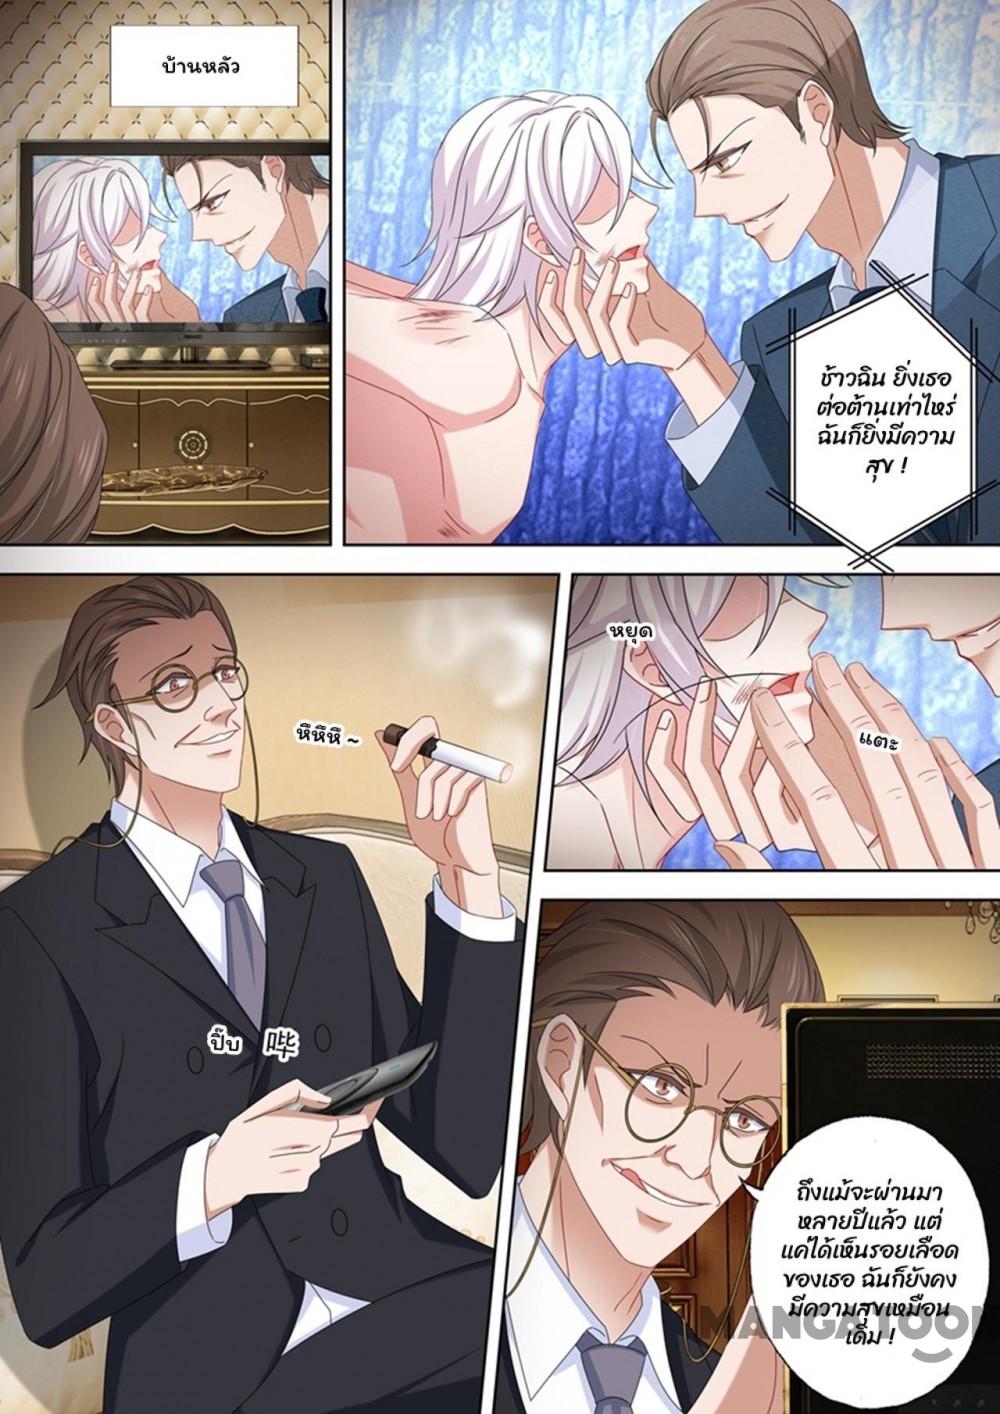 บ้านหลัว
ช้าวฉิน ยิ่งเธอ
ต่อต้านเท่าไหร่
ฉันก็ยิ่งมีความ
สุข !
หยุด
แตะ
หึหึหึ ~
ปิ๊บ 哔
ถึงแม้จะผ่านมา
หลายปีแล้ว แต่
แค่ได้เห็นรอยเลือด
ของเธอ ฉันก็ยังคง
มีความสุขเหมือน
เดิม !
MANGATOON